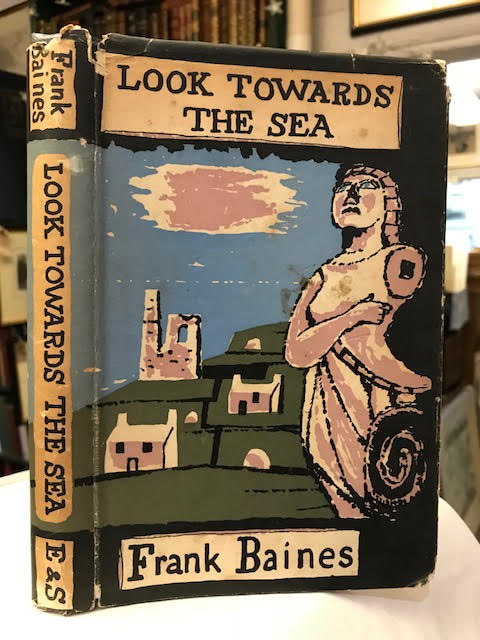 Frank
Baines
LOOK TOWARDS THE SEA
E & S
LOOK TOWARDS
THE SEA
Frank Baines